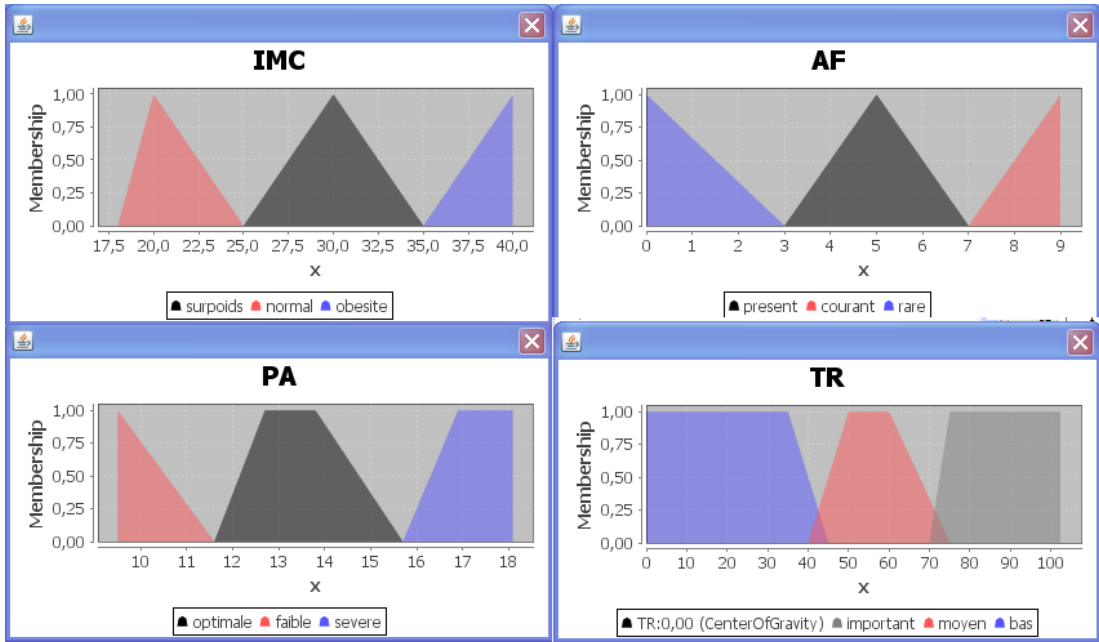 IMC
Membership
1,00
0,75
0,50
0,25
0,00
17,5 20,0 22,5 25,0 27,5 30,0 32,5 35,0 37,5 40,0
x
surpoids normal obesite
AF
Membership
1,00
0,75
0,50
0,25
0,00
0 1 2 3 4 5 6 7 8 9
x
present courant rare
PA
Membership
1,00
0,75
0,50
0,25
0,00
10 11 12 13 14 15 16 17 18
x
optimale faible severe
TR
Membership
1,00
0,75
0,50
0,25
0,00
0 10 20 30 40 50 60 70 80 90 100
x
TR:0,00 (CenterOfGravity) important moyen bas